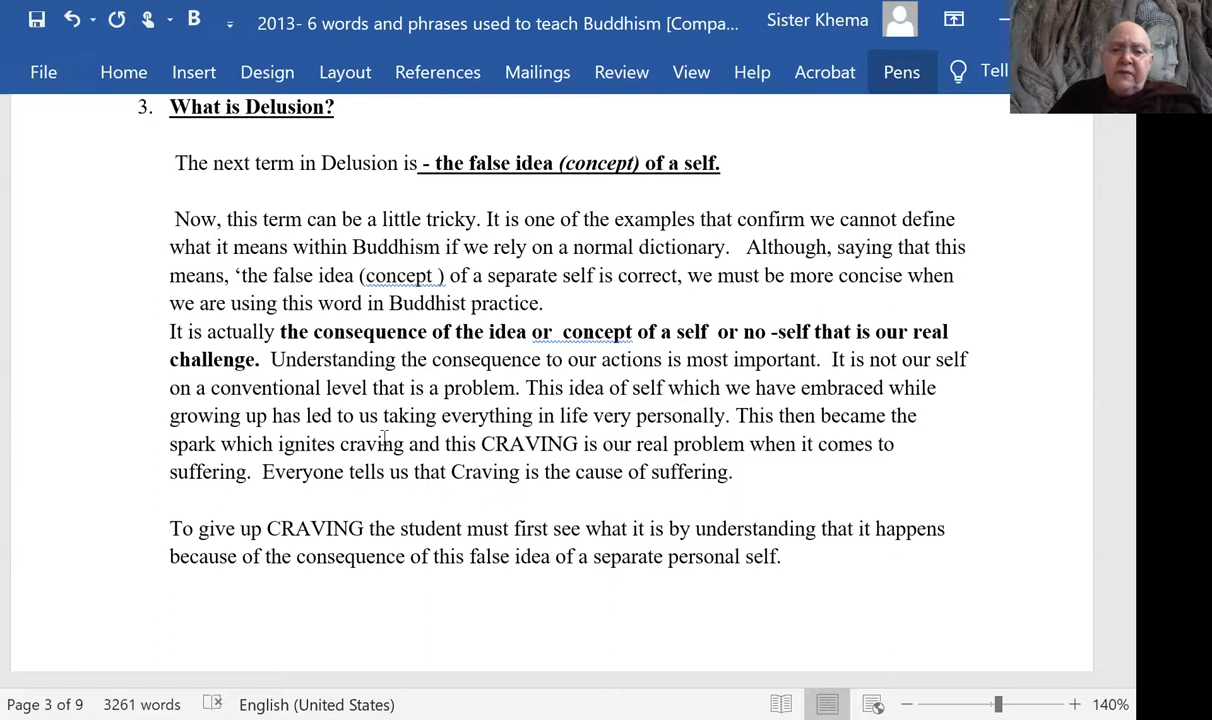 B
2013- 6 words and phrases used to teach Buddhism [Compa...
Sister Khema
File
Home
Insert
Design
Layout
References
Mailings
Review
View
Help
Acrobat
Pens
Tell
3. What is Delusion?
The next term in Delusion is - the false idea (concept) of a self.
Now, this term can be a little tricky. It is one of the examples that confirm we cannot define
what it means within Buddhism if we rely on a normal dictionary. Although, saying that this
means, ‘the false idea (concept ) of a separate self is correct, we must be more concise when
we are using this word in Buddhist practice.
It is actually the consequence of the idea or concept of a self or no -self that is our real
challenge. Understanding the consequence to our actions is most important. It is not our self
on a conventional level that is a problem. This idea of self which we have embraced while
growing up has led to us taking everything in life very personally. This then became the
spark which ignites craving and this CRAVING is our real problem when it comes to
suffering. Everyone tells us that Craving is the cause of suffering.
To give up CRAVING the student must first see what it is by understanding that it happens
because of the consequence of this false idea of a separate personal self.
Page 3 of 9
3261 words
English (United States)
140%